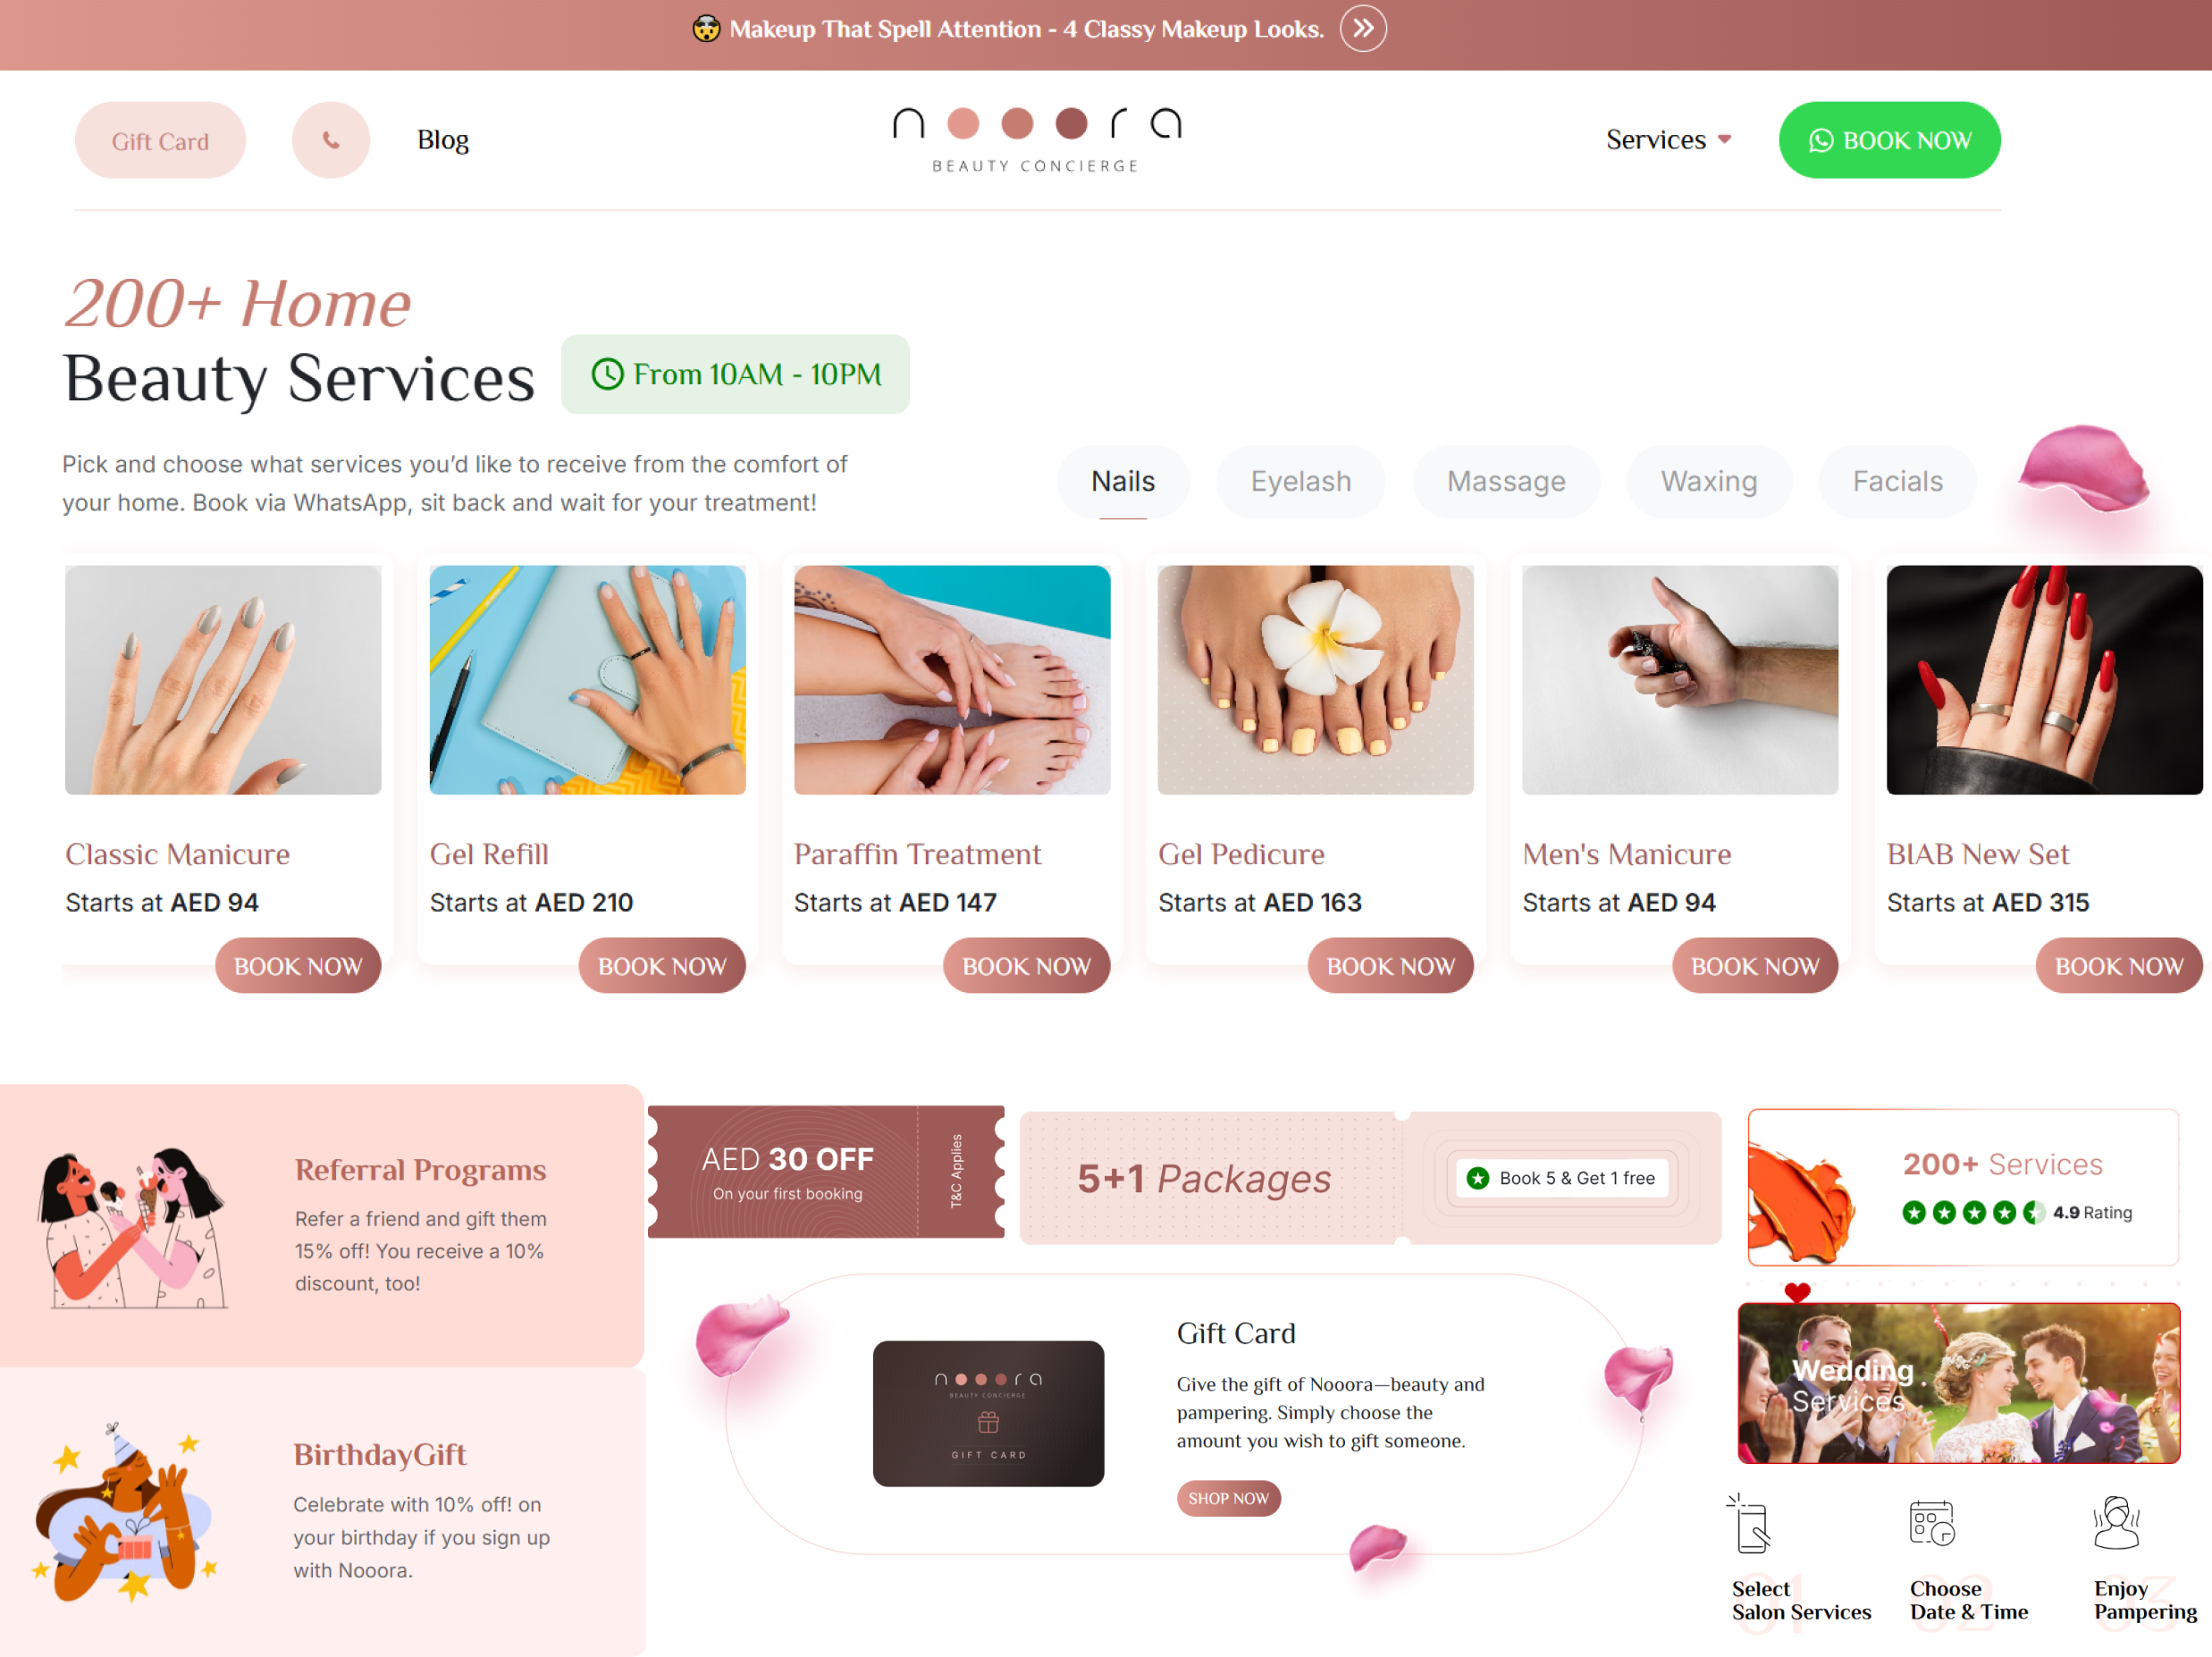 Makeup That Spell Attention - 4 Classy Makeup Looks.
Gift Card
Blog
nooora
BEAUTY CONCIERGE
Services
BOOK NOW
200+ Home
Beauty Services
From 10AM - 10PM
Pick and choose what services you’d like to receive from the comfort of
your home. Book via WhatsApp, sit back and wait for your treatment!
Nails
Eyelash
Massage
Waxing
Facials
Classic Manicure
Starts at AED 94
BOOK NOW
Gel Refill
Starts at AED 210
BOOK NOW
Paraffin Treatment
Starts at AED 147
BOOK NOW
Gel Pedicure
Starts at AED 163
BOOK NOW
Men's Manicure
Starts at AED 94
BOOK NOW
BIAB New Set
Starts at AED 315
BOOK NOW
Referral Programs
Refer a friend and gift them
15% off! You receive a 10%
discount, too!
BirthdayGift
Celebrate with 10% off! on
your birthday if you sign up
with Nooora.
AED 30 OFF
On your first booking
T&C Applies
5+1 Packages
Book 5 & Get 1 free
nooora
BEAUTY CONCIERGE
GIFT CARD
Gift Card
Give the gift of Nooora—beauty and
pampering. Simply choose the
amount you wish to gift someone.
SHOP NOW
200+ Services
4.9 Rating
Wedding
Services
01
Select
Salon Services
02
Choose
Date & Time
03
Enjoy
Pampering